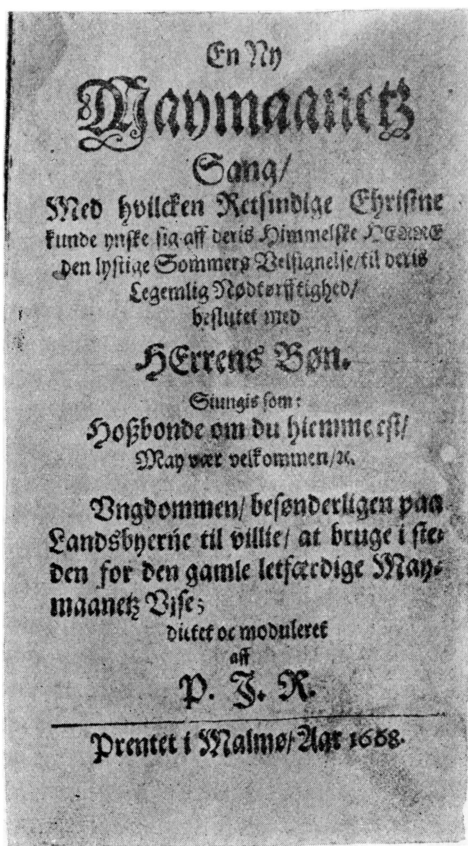 En Ny
Maymaanetz
Sang/
Med hvilcken Retsindige Christne
kunde ynske sig aff deris Himmelske HERRE
den lystige Sommers Velsignelse/ til deris
Legemlig Nødtørfftighed/
beslutet med
HErrens Bøn.
Siungis som:
Hoßbonde om du hiemme est/
May vær velkommen/ ꝛc.
Vngdommen/ besønderligen paa
Landsbyerne til villie/ at bruge i ste-
den for den gamle letfærdige May-
maanetz Vise;
dictet oc moduleret
aff
P. J. R.
Prentet i Malmø/ Aar 1668.